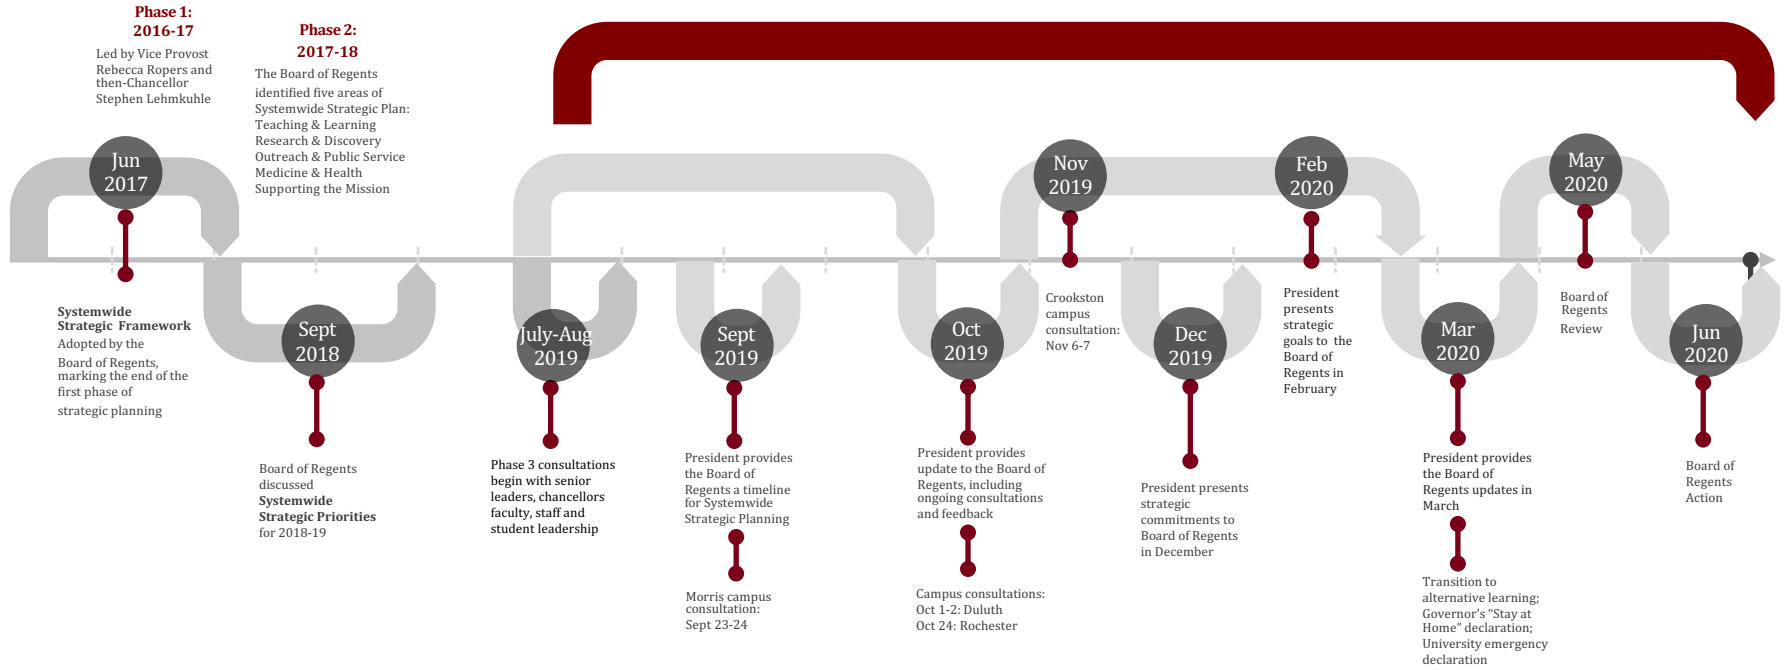 Phase 1:
2016-17
Led by Vice Provost
Rebecca Ropers and
then-Chancellor
Stephen Lehmkuhle
Phase 2:
2017-18
The Board of Regents
identified five areas of
Systemwide Strategic Plan:
Teaching & Learning
Research & Discovery
Outreach & Public Service
Medicine & Health
Supporting the Mission
Jun
2017
Systemwide
Strategic Framework
Adopted by the
Board of Regents,
marking the end of the
first phase of
strategic planning
Sept
2018
Board of Regents
discussed
Systemwide
Strategic Priorities
for 2018-19
July-Aug
2019
Phase 3 consultations
begin with senior
leaders, chancellors
faculty, staff and
student leadership
Sept
2019
President provides
the Board of
Regents a timeline
for Systemwide
Strategic Planning
Morris campus
consultation:
Sept 23-24
Oct
2019
President provides
update to the Board of
Regents, including
ongoing consultations
and feedback
Campus consultations:
Oct 1-2: Duluth
Oct 24: Rochester
Nov
2019
Crookston
campus
consultation:
Nov 6-7
Dec
2019
President presents
strategic
commitments to
Board of Regents
in December
Feb
2020
President
presents
strategic
goals to the
Board of
Regents in
February
Mar
2020
President provides
the Board of
Regents updates in
March
Transition to
alternative learning;
Governor's “Stay at
Home” declaration;
University emergency
declaration
May
2020
Board of
Regents
Review
Jun
2020
Board of
Regents
Action